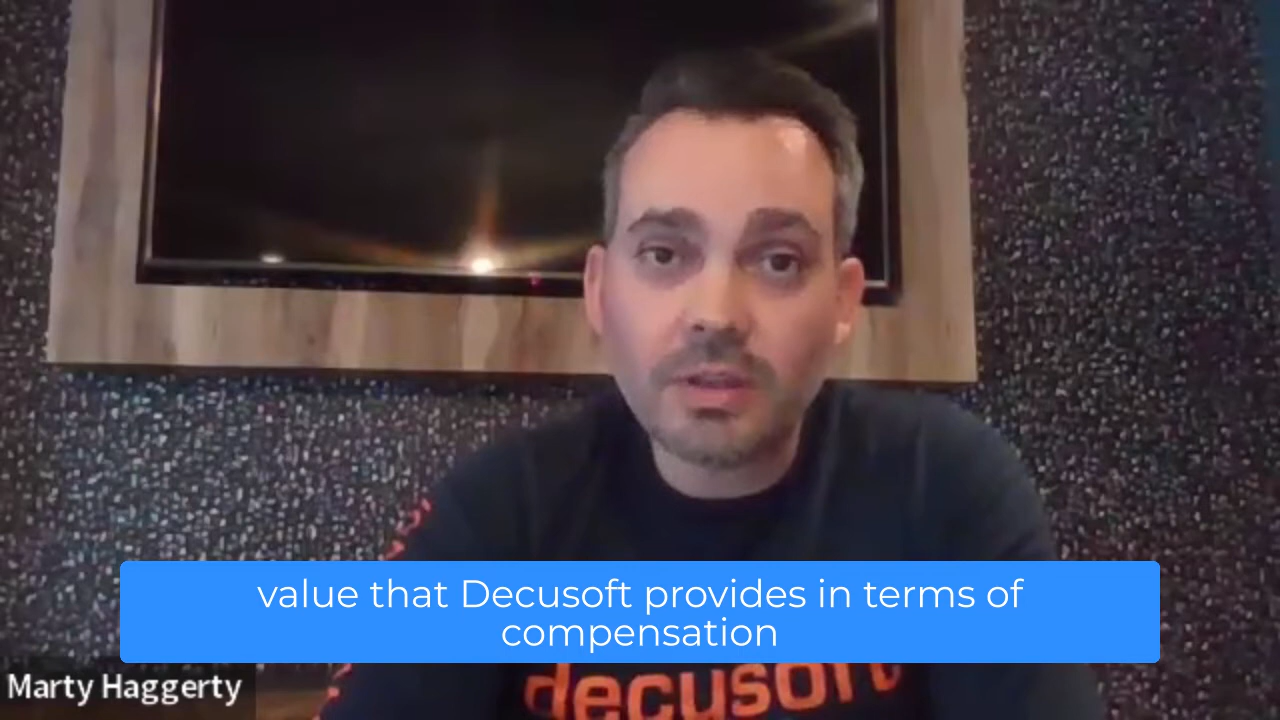 value that Decusoft provides in terms of
compensation
decusoft
Marty Haggerty